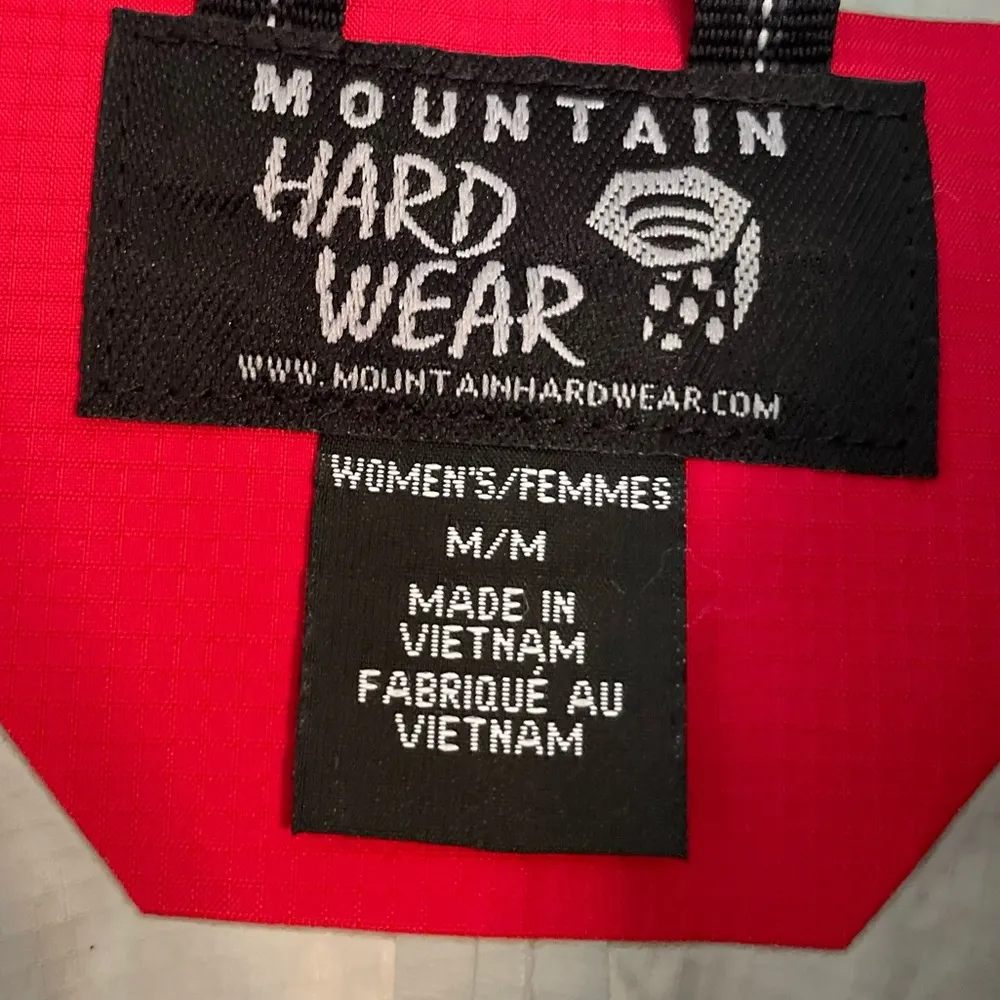 MOUNTAIN
HARD
WEAR
WWW.MOUNTAINHARDWEAR.COM
WOMEN'S/FEMMES
M/M
MADE IN
VIETNAM
FABRIQUÉ AU
VIETNAM